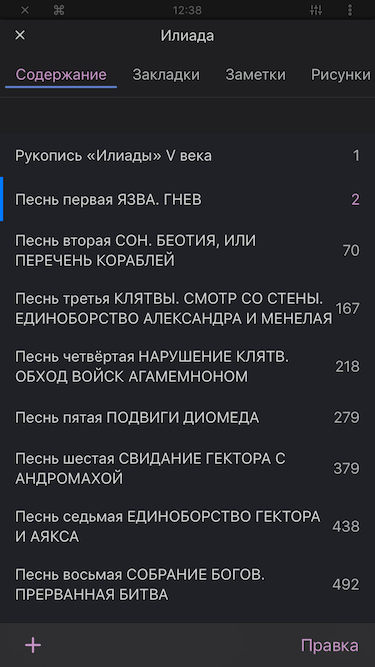 12:38
Илиада
Содержание Закладки Заметки Рисунки
Рукопись «Илиады» V века 1
Песнь первая ЯЗВА. ГНЕВ 2
Песнь вторая СОН. БЕОТИЯ, ИЛИ
ПЕРЕЧЕНЬ КОРАБЛЕЙ 70
Песнь третья КЛЯТВЫ. СМОТР СО СТЕНЫ.
ЕДИНОБОРСТВО АЛЕКСАНДРА И МЕНЕЛАЯ 167
Песнь четвёртая НАРУШЕНИЕ КЛЯТВ.
ОБХОД ВОЙСК АГАМЕМНОНОМ 218
Песнь пятая ПОДВИГИ ДИОМЕДА 279
Песнь шестая СВИДАНИЕ ГЕКТОРА С
АНДРОМАХОЙ 379
Песнь седьмая ЕДИНОБОРСТВО ГЕКТОРА
И АЯКСА 438
Песнь восьмая СОБРАНИЕ БОГОВ.
ПРЕРВАННАЯ БИТВА 492
Правка